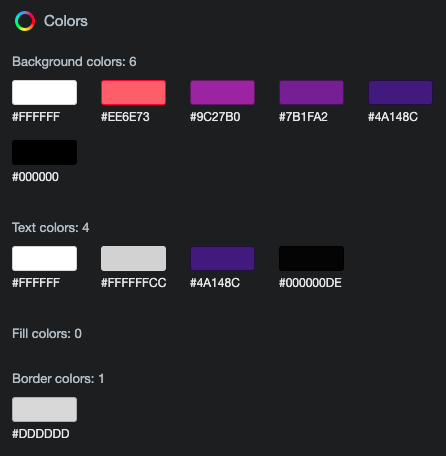 Colors
Background colors: 6
#FFFFFF #EE6E73 #9C27B0 #7B1FA2 #4A148C
#000000
Text colors: 4
#FFFFFF #FFFFFFCC #4A148C #000000DE
Fill colors: 0
Border colors: 1
#DDDDDD